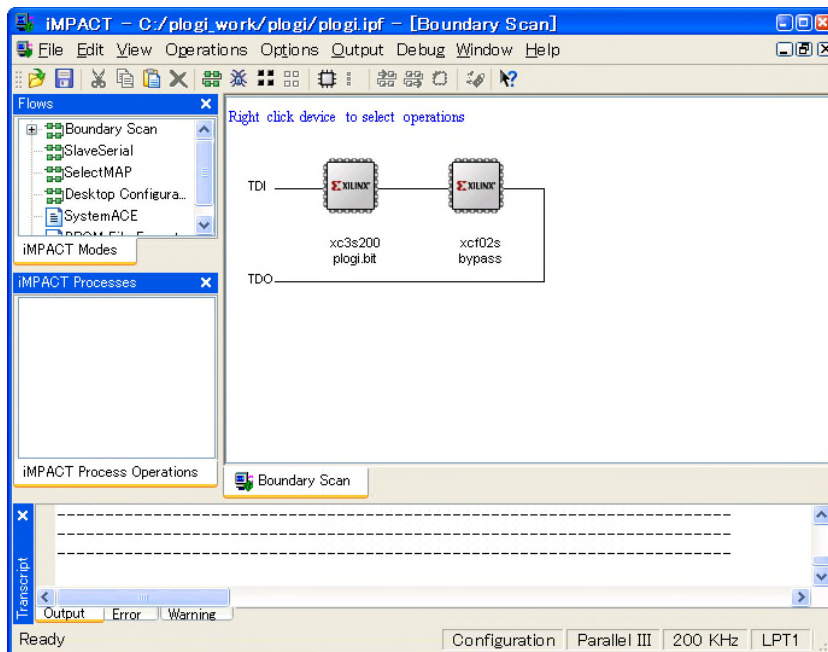 iMPACT - C:/plogi_work/plogi/plogi.ipf - [Boundary Scan]
File Edit View Operations Options Output Debug Window Help
Flows
Boundary Scan
SlaveSerial
SelectMAP
Desktop Configura...
SystemACE
iMPACT Modes
iMPACT Processes
iMPACT Process Operations
Right click device to select operations
TDI
XILINX
XILINX
xc3s200
plogi.bit
xcf02s
bypass
TDO
Boundary Scan
Transcript
Output Error Warning
Ready
Configuration Parallel III 200 KHz LPT1